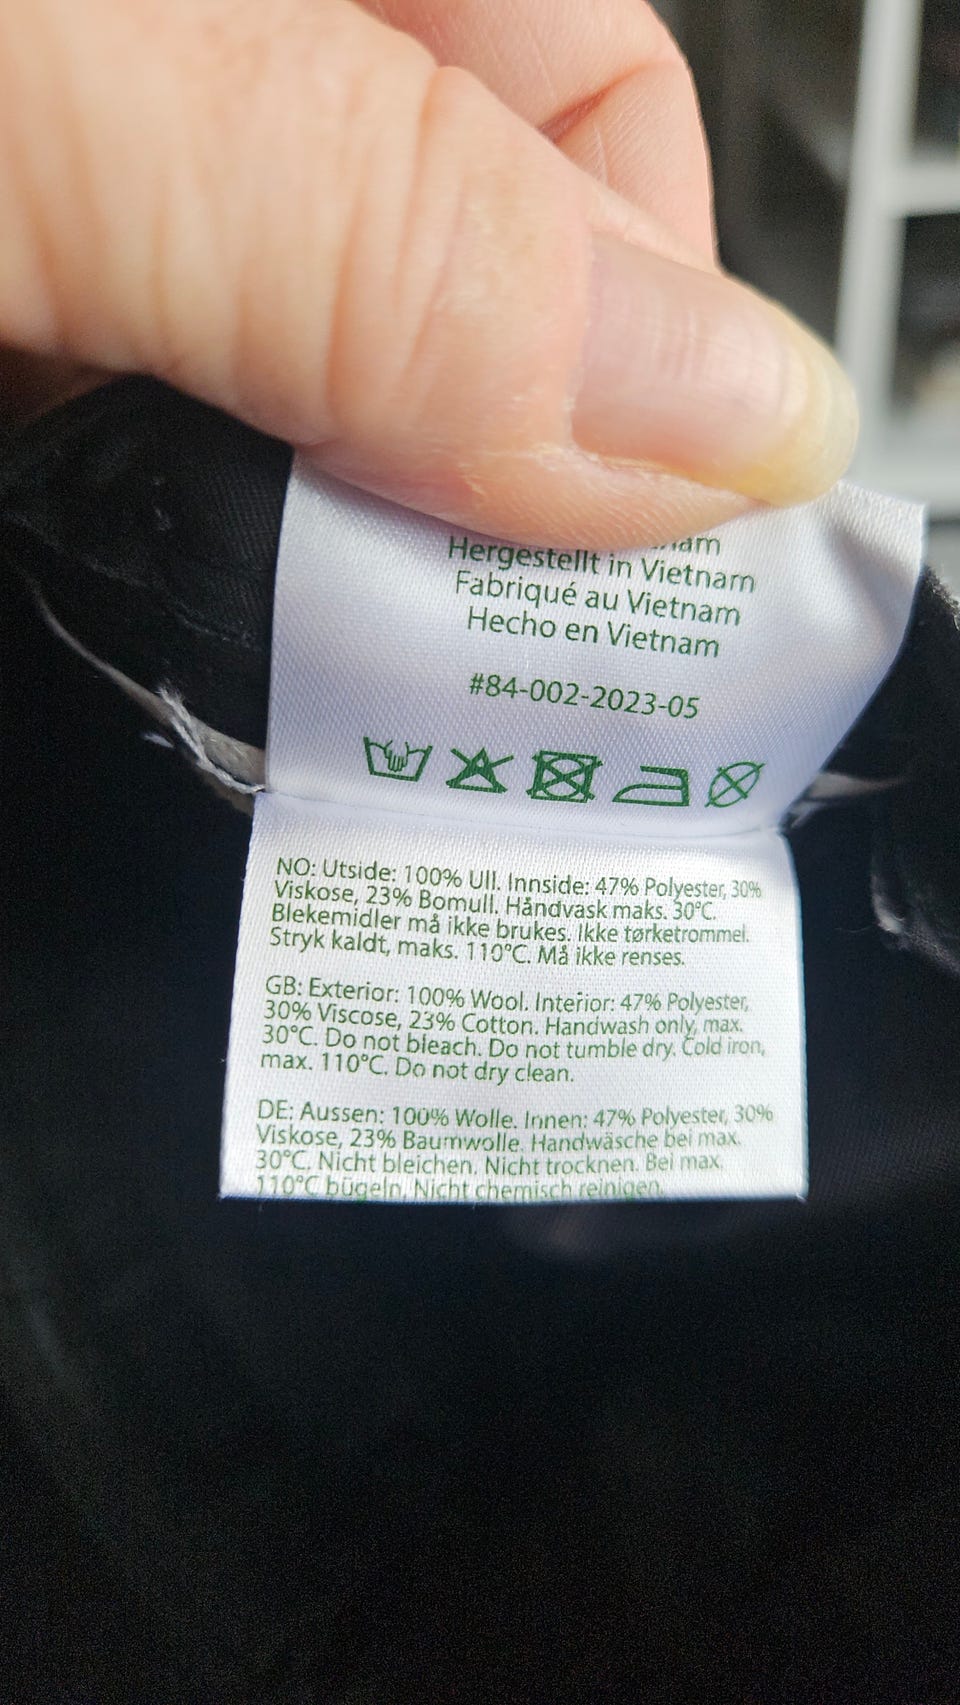 Hergestellt in Vietnam
Fabriqué au Vietnam
Hecho en Vietnam
#84-002-2023-05
NO: Utside: 100% Ull. Innside: 47% Polyester, 30%
Viskose, 23% Bomull. Håndvask maks. 30°C.
Blekemidler må ikke brukes. Ikke tørketrommel.
Stryk kaldt, maks. 110°C. Må ikke renses.
GB: Exterior: 100% Wool. Interior: 47% Polyester,
30% Viscose, 23% Cotton. Handwash only, max.
30°C. Do not bleach. Do not tumble dry. Cold iron,
max. 110°C. Do not dry clean.
DE: Aussen: 100% Wolle. Innen: 47% Polyester, 30%
Viskose, 23% Baumwolle. Handwäsche bei max.
30°C. Nicht bleichen. Nicht trocknen. Bei max.
110°C bügeln. Nicht chemisch reinigen.